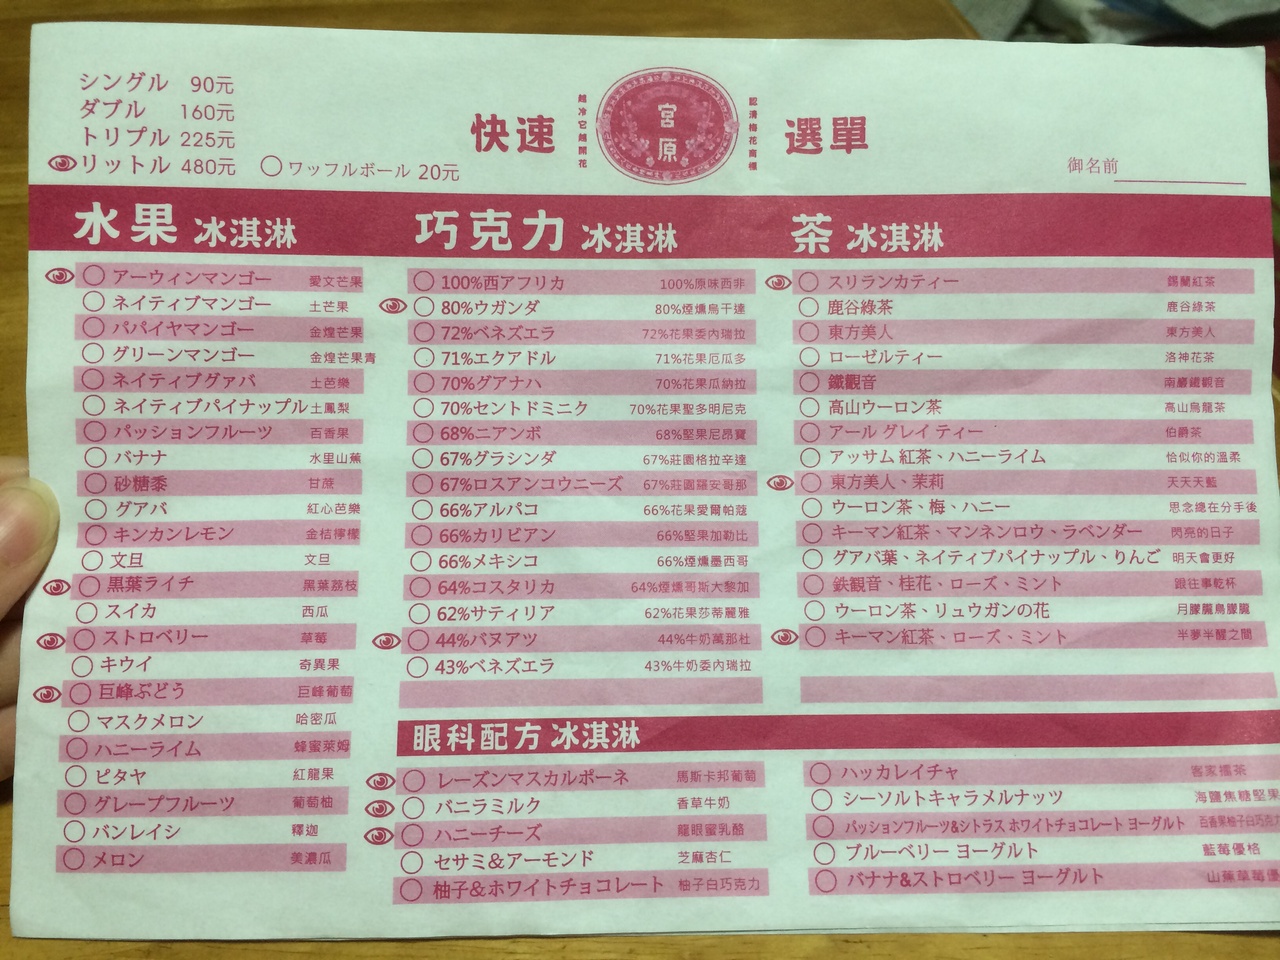 シングル 90元
ダブル 160元
トリプル 225元
リットル 480元 ワッフルボール 20元
快速
越冷它越開花
宮原
認清梅花商標
選單
御名前
水果 冰淇淋
アーウィンマンゴー 愛文芒果
ネイティブマンゴー 土芒果
パパイヤマンゴー 金煌芒果
グリーンマンゴー 金煌芒果青
ネイティブグァバ 土芭樂
ネイティブパイナップル 土鳳梨
パッションフルーツ 百香果
バナナ 水里山蕉
砂糖黍 甘蔗
グアバ 紅心芭樂
キンカンレモン 金桔檸檬
文旦 文旦
黒葉ライチ 黑葉荔枝
スイカ 西瓜
ストロベリー 草莓
キウイ 奇異果
巨峰ぶどう 巨峰葡萄
マスクメロン 哈密瓜
ハニーライム 蜂蜜萊姆
ピタヤ 紅龍果
グレープフルーツ 葡萄柚
バンレイシ 釋迦
メロン 美濃瓜
巧克力 冰淇淋
100%西アフリカ 100%原味西非
80%ウガンダ 80%煙燻烏干達
72%ベネズエラ 72%花果委內瑞拉
71%エクアドル 71%花果厄瓜多
70%グアナハ 70%花果瓜納拉
70%セントドミニク 70%花果聖多明尼克
68%ニアンボ 68%堅果尼昂寶
67%グラシンダ 67%莊園格拉辛達
67%ロスアンコウニーズ 67%莊園羅安哥那
66%アルパコ 66%花果愛爾帕蔻
66%カリビアン 66%堅果加勒比
66%メキシコ 66%煙燻墨西哥
64%コスタリカ 64%煙燻哥斯大黎加
62%サティリア 62%花果莎蒂麗雅
44%バヌアツ 44%牛奶萬那杜
43%ベネズエラ 43%牛奶委內瑞拉
茶 冰淇淋
スリランカティー 錫蘭紅茶
鹿谷綠茶 鹿谷綠茶
東方美人 東方美人
ローゼルティー 洛神花茶
鐵觀音 南巖鐵觀音
高山ウーロン茶 高山烏龍茶
アール グレイ ティー 伯爵茶
アッサム 紅茶、ハニーライム 恰似你的溫柔
東方美人、茉莉 天天天藍
ウーロン茶、梅、ハニー 思念總在分手後
キーマン紅茶、マンネンロウ、ラベンダー 閃亮的日子
グアバ葉、ネイティブパイナップル、りんご 明天會更好
鉄観音、桂花、ローズ、ミント 跟往事乾杯
ウーロン茶、リュウガンの花 月朦朧鳥朦朧
キーマン紅茶、ローズ、ミント 半夢半醒之間
眼科配方 冰淇淋
レーズンマスカルポーネ 馬斯卡邦葡萄
バニラミルク 香草牛奶
ハニーチーズ 龍眼蜜乳酪
セサミ&アーモンド 芝麻杏仁
柚子&ホワイトチョコレート 柚子白巧克力
ハッカレイチャ 客家擂茶
シーソルトキャラメルナッツ 海鹽焦糖堅果
パッションフルーツ&シトラス ホワイトチョコレート ヨーグルト 百香果柚子白巧克力
ブルーベリー ヨーグルト 藍莓優格
バナナ&ストロベリー ヨーグルト 山蕉草莓優